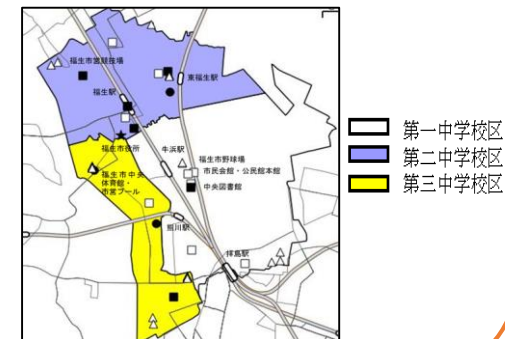 福生市営競技場
東福生駅
福生駅
福生市役所
牛浜駅
福生市野球場
市民会館・公民館本館
福生市中央
体育館・
市営プール
中央図書館
熊川駅
拝島駅
第一中学校区
第二中学校区
第三中学校区